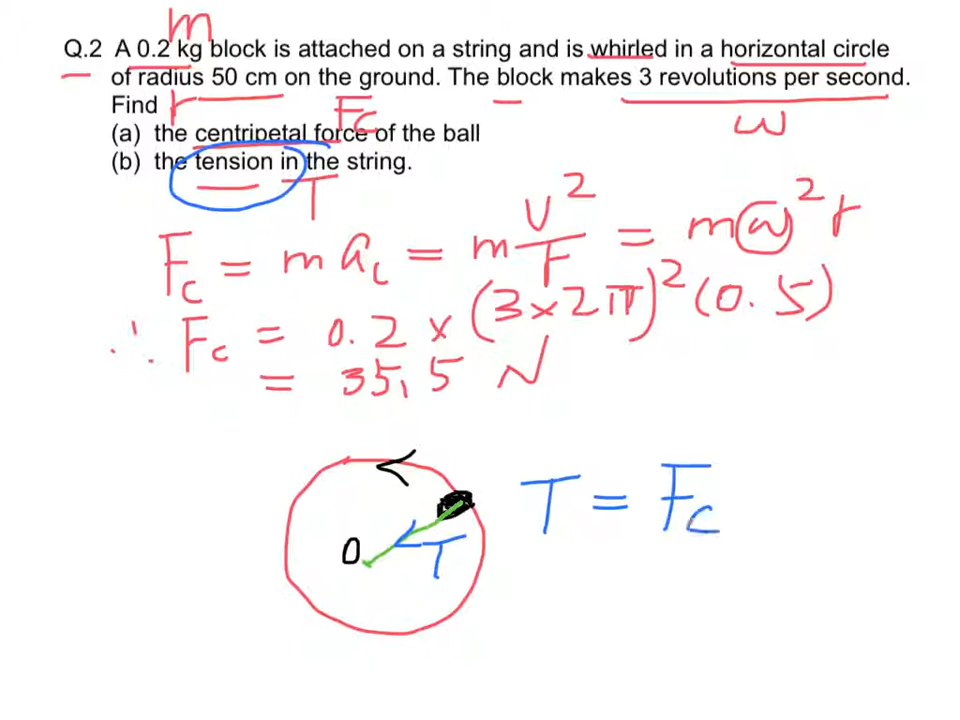 m
Q.2 A 0.2 kg block is attached on a string and is whirled in a horizontal circle
of radius 50 cm on the ground. The block makes 3 revolutions per second.
Find r Fc ω
(a) the centripetal force of the ball
(b) the tension in the string.
T
Fc = m ac = m v²/r = mω²r
∴ Fc = 0.2 × (3×2π)² (0.5)
= 35.5 N
O T
T = Fc